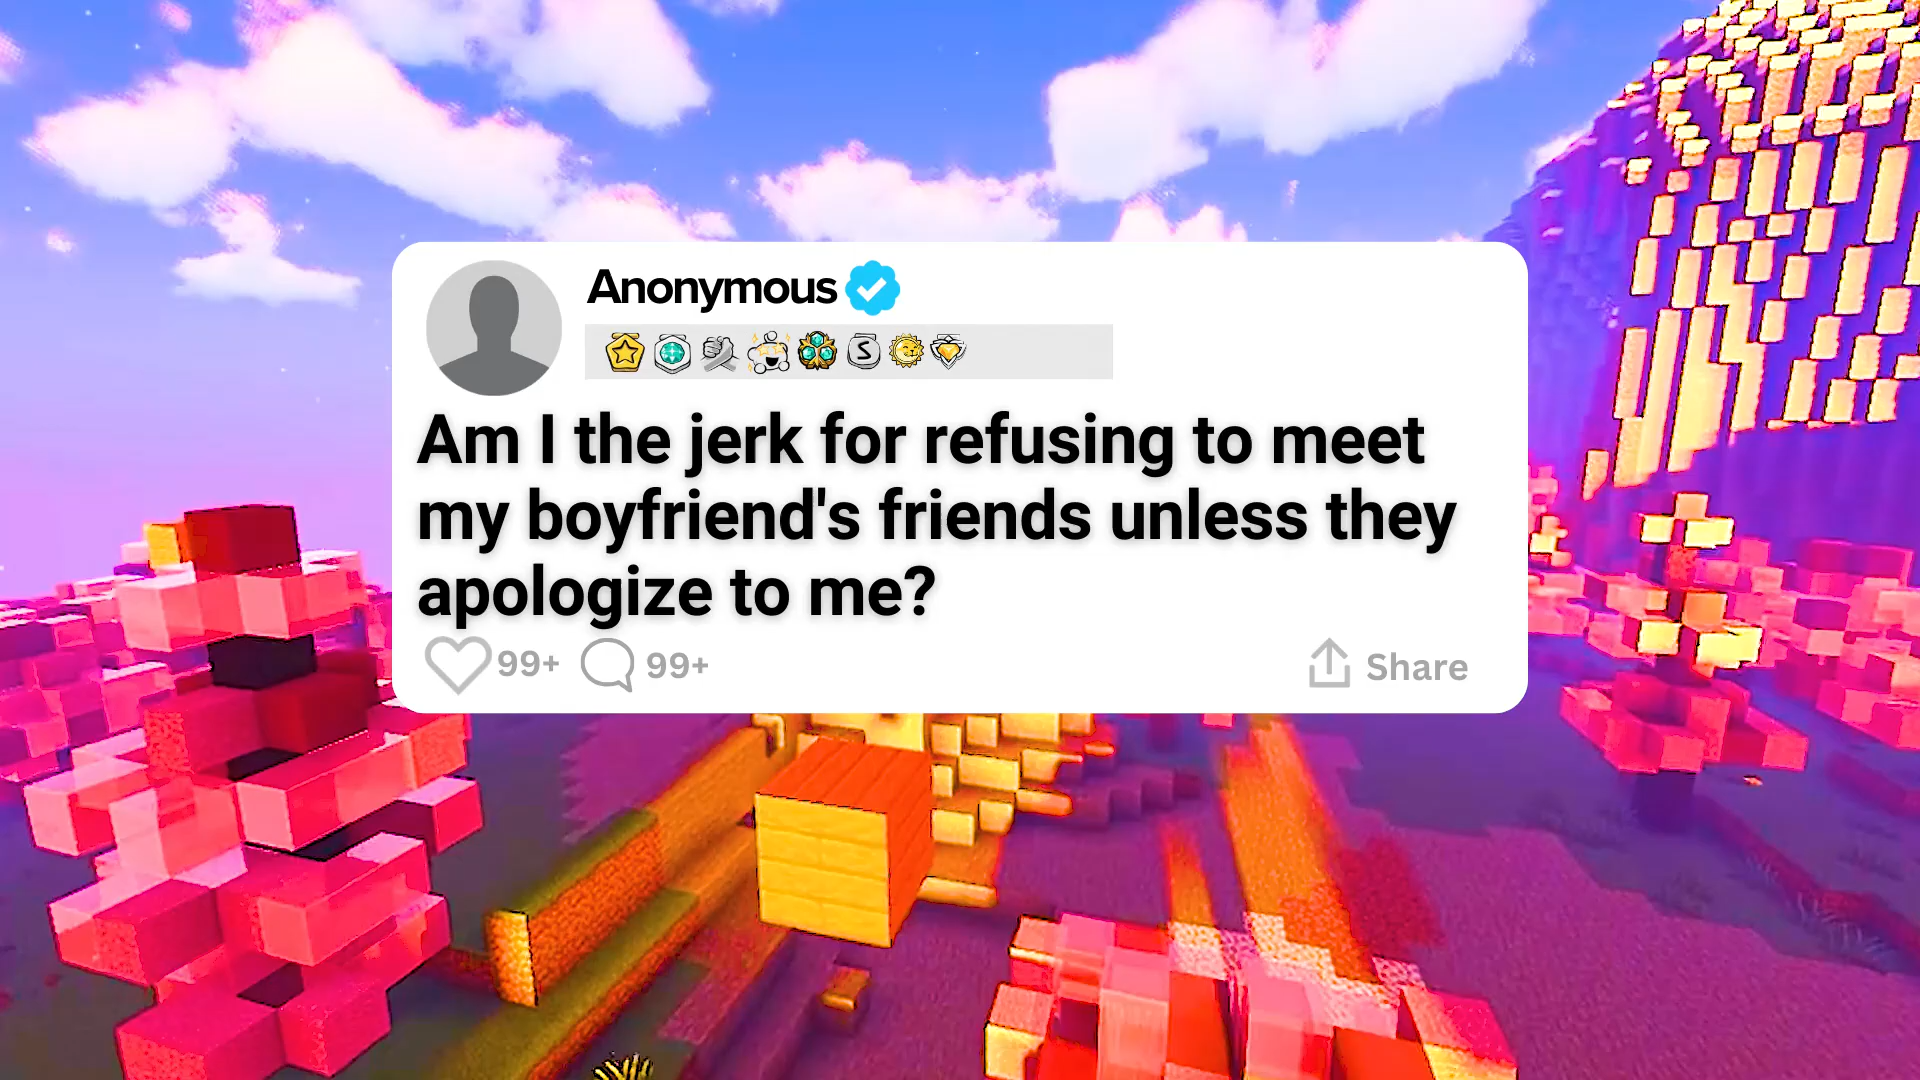 Anonymous
S
Am I the jerk for refusing to meet
my boyfriend's friends unless they
apologize to me?
99+ 99+ Share